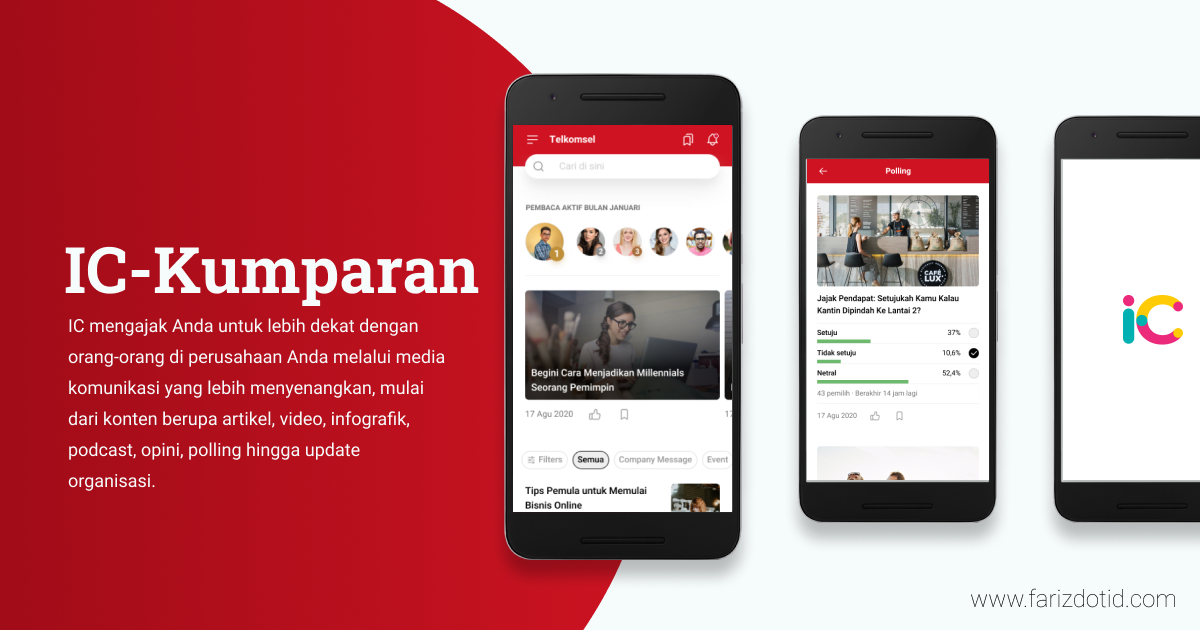 IC-Kumparan
IC mengajak Anda untuk lebih dekat dengan
orang-orang di perusahaan Anda melalui media
komunikasi yang lebih menyenangkan, mulai
dari konten berupa artikel, video, infografik,
podcast, opini, polling hingga update
organisasi.
Telkomsel
Cari di sini
PEMBACA AKTIF BULAN JANUARI
1
2
3
Begini Cara Menjadikan Millennials
Seorang Pemimpin
17 Agu 2020
17
Filters
Semua
Company Message
Event
Tips Pemula untuk Memulai
Bisnis Online
Polling
CAFÉ
LUX
Jajak Pendapat: Setujukah Kamu Kalau
Kantin Dipindah Ke Lantai 2?
Setuju 37%
Tidak setuju 10,6%
Netral 52,4%
43 pemilih · Berakhir 14 jam lagi
17 Agu 2020
iC
www.farizdotid.com